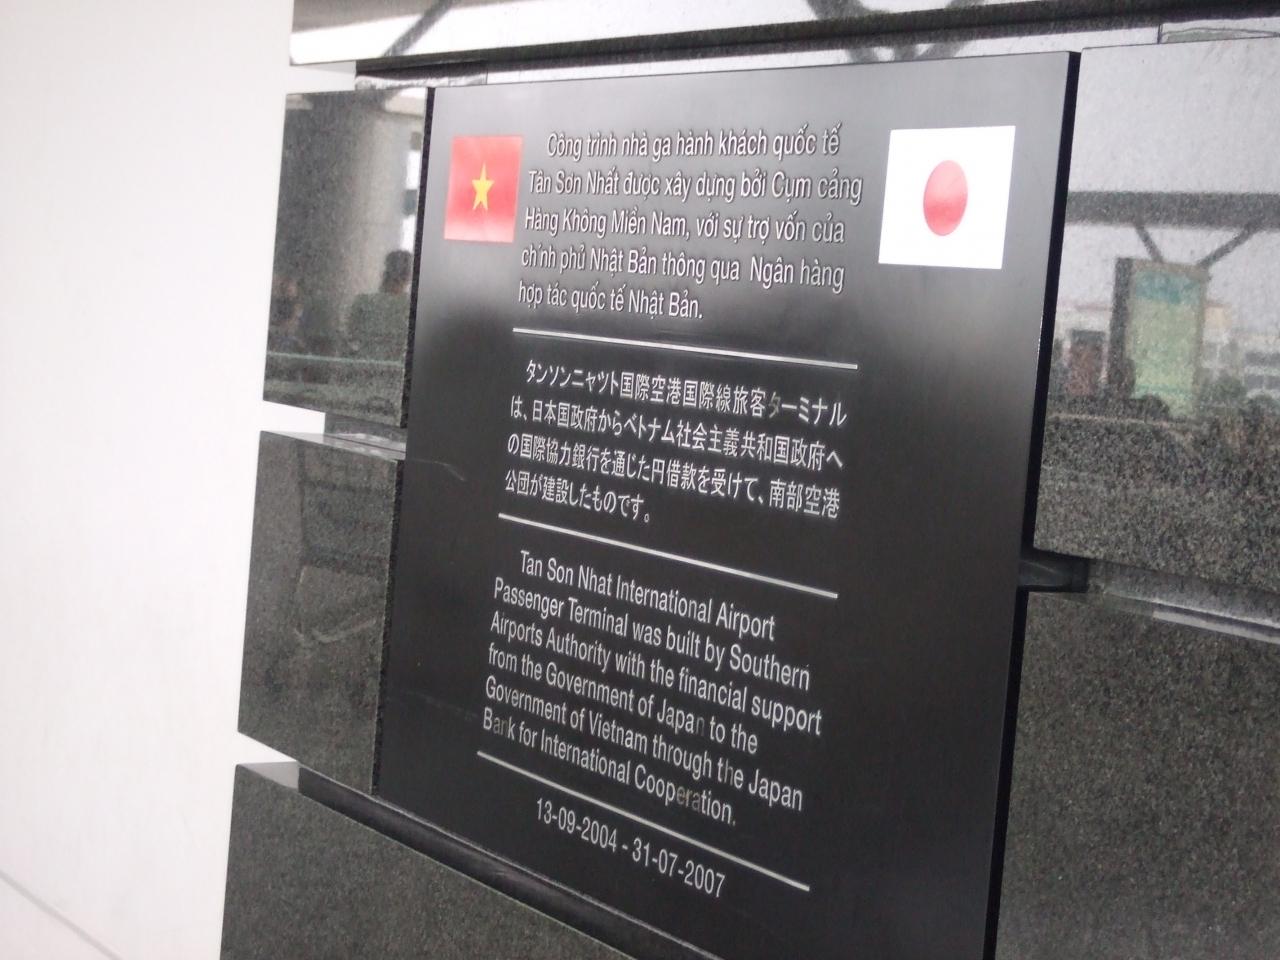 Công trình nhà ga hành khách quốc tế
Tân Sơn Nhất được xây dựng bởi Cụm cảng
Hàng Không Miền Nam, với sự trợ vốn của
chính phủ Nhật Bản thông qua Ngân hàng
hợp tác quốc tế Nhật Bản.
タンソンニャット国際空港国際線旅客ターミナル
は、日本国政府からベトナム社会主義共和国政府へ
の国際協力銀行を通じた円借款を受けて、南部空港
公団が建設したものです。
Tan Son Nhat International Airport
Passenger Terminal was built by Southern
Airports Authority with the financial support
from the Government of Japan to the
Government of Vietnam through the Japan
Bank for International Cooperation.
13-09-2004 - 31-07-2007